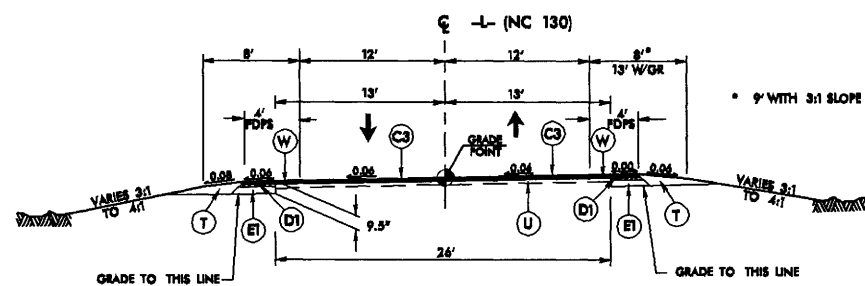 ℄ -L- (NC 130)
8' 12' 12' 8'*
13' W/GR
13' 13'
* 9' WITH 3:1 SLOPE
4'
FDPS
4'
FDPS
W C3 GRADE
POINT C3 W
0.08 0.06 0.06 0.06 0.00 0.06
VARIES 3:1
TO 4:1
VARIES 3:1
TO 4:1
T E1 D1 9.5" U D1 E1 T
26'
GRADE TO THIS LINE
GRADE TO THIS LINE